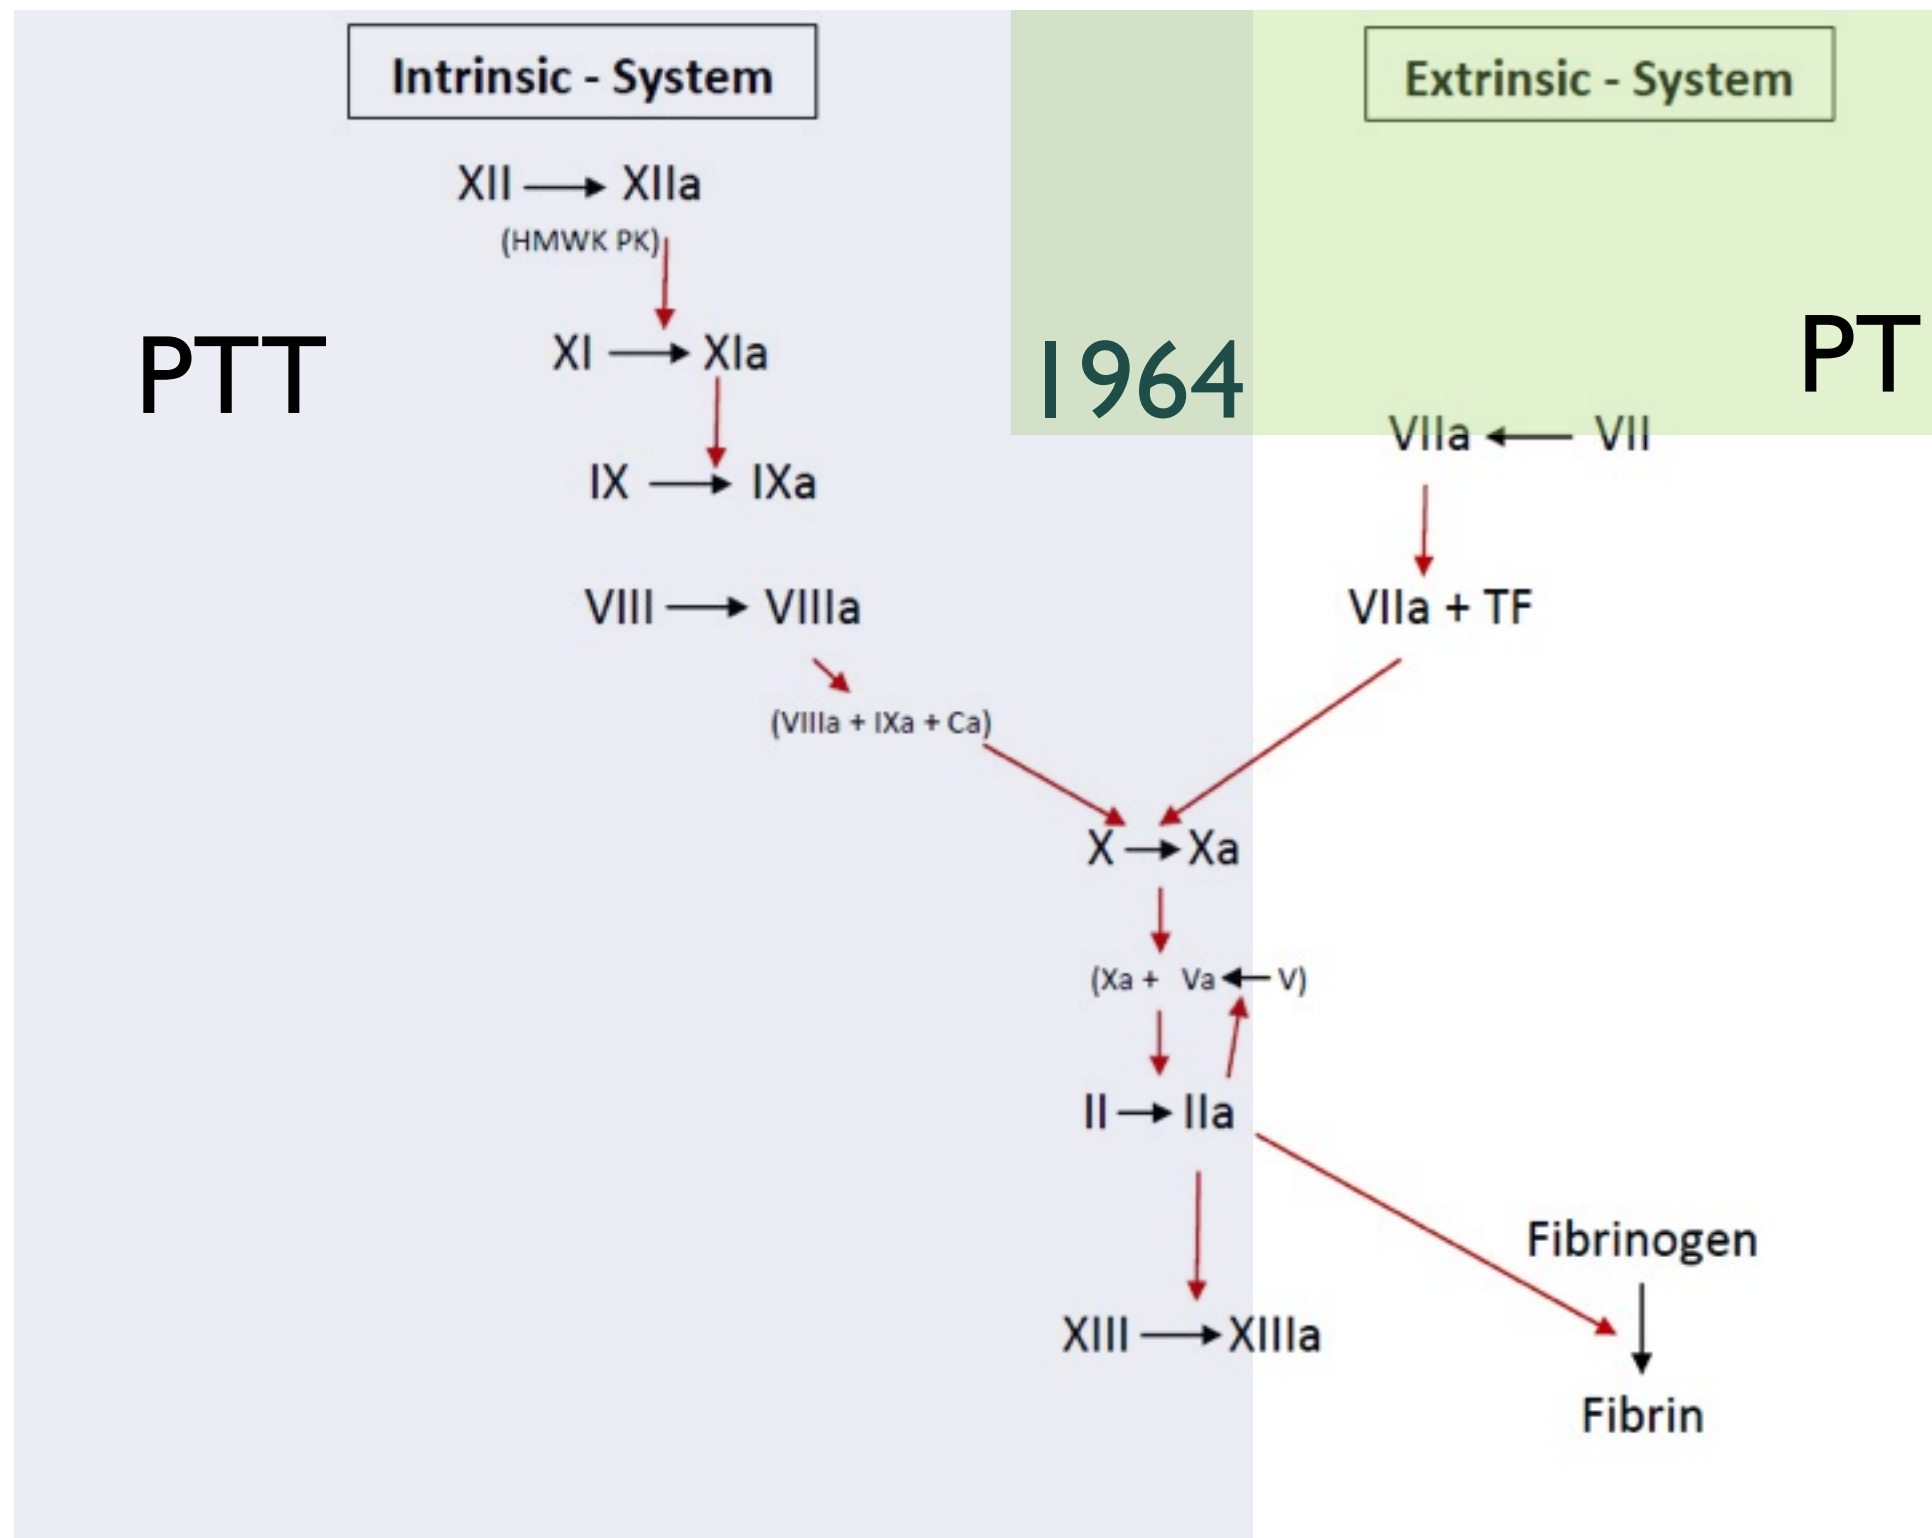 Intrinsic - System
Extrinsic - System
XII → XIIa
(HMWK PK)
PTT
XI → XIa
1964
PT
VIIa ← VII
IX → IXa
VIII → VIIIa
VIIa + TF
(VIIIa + IXa + Ca)
X → Xa
(Xa + Va ← V)
II → IIa
Fibrinogen
XIII → XIIIa
Fibrin